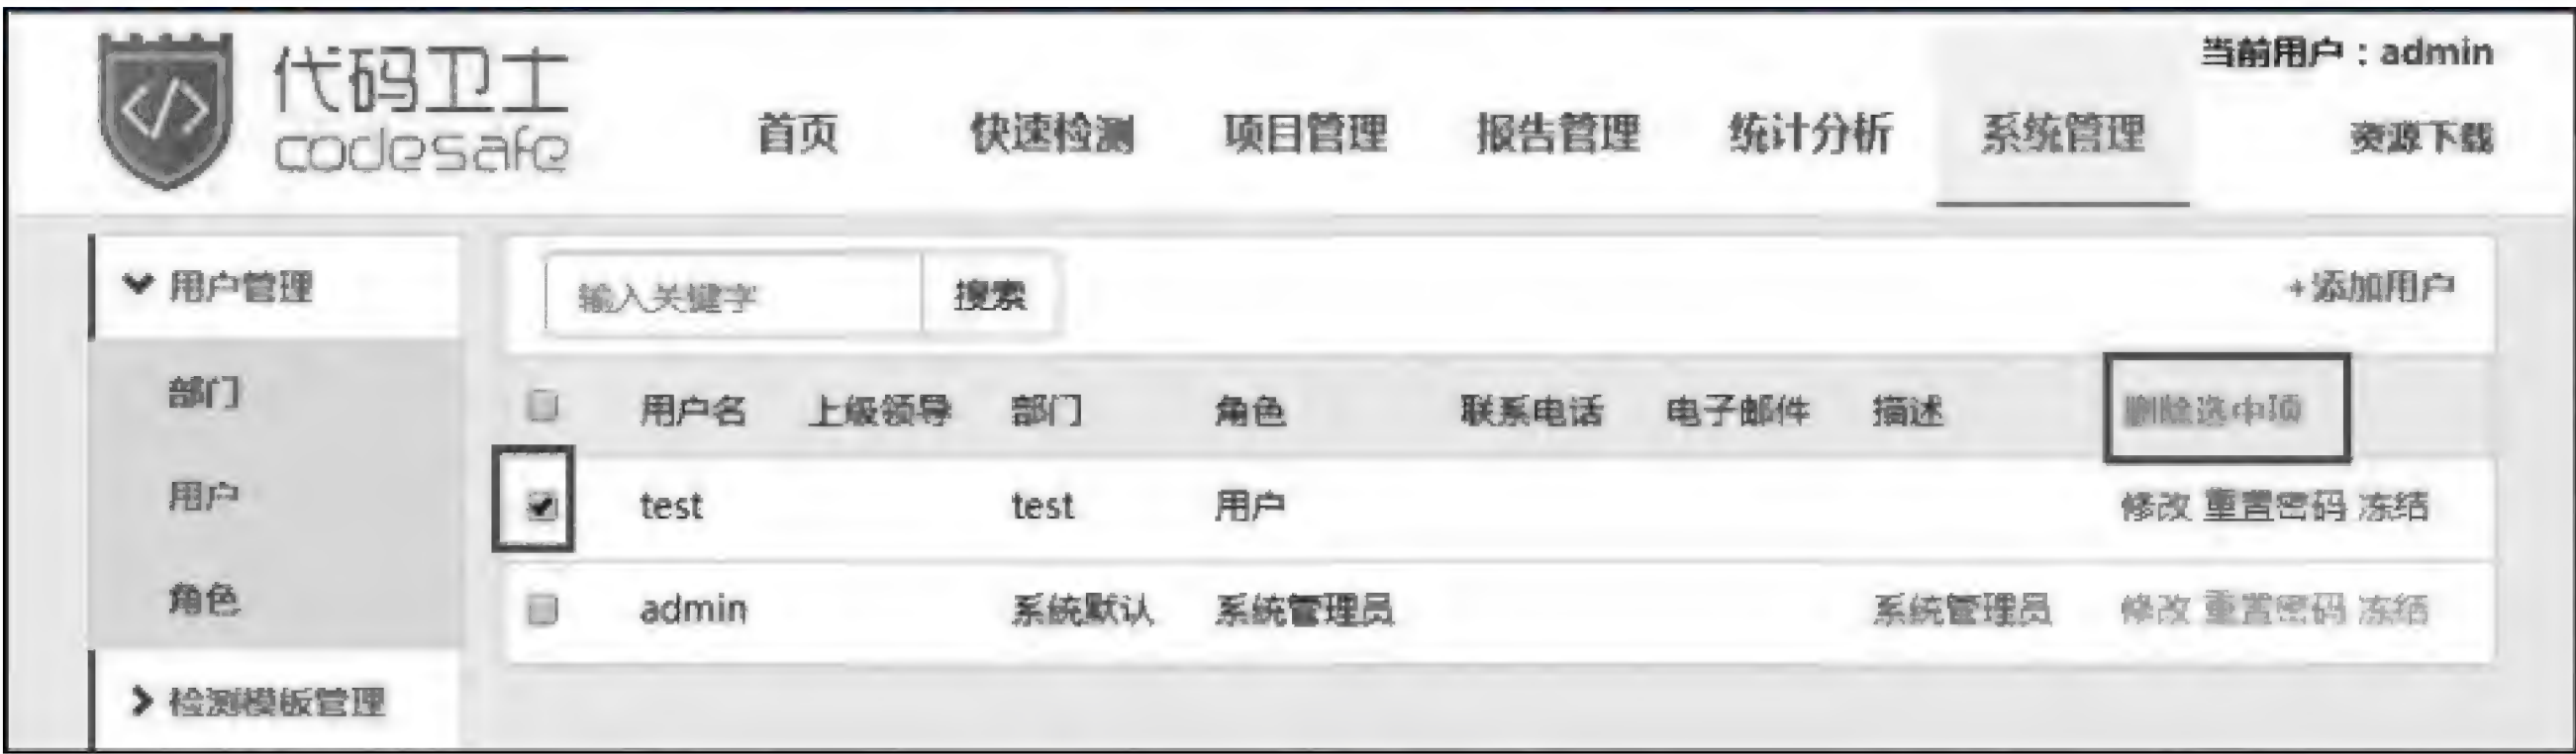 代码卫士
codesafe
当前用户：admin
首页 快速检测 项目管理 报告管理 统计分析 系统管理 资源下载
用户管理
部门
用户
角色
检测模板管理
输入关键字 搜索 +添加用户
用户名 上级领导 部门 角色 联系电话 电子邮件 描述 删除选中项
test test 用户 修改 重置密码 冻结
admin 系统默认 系统管理员 系统管理员 修改 重置密码 冻结